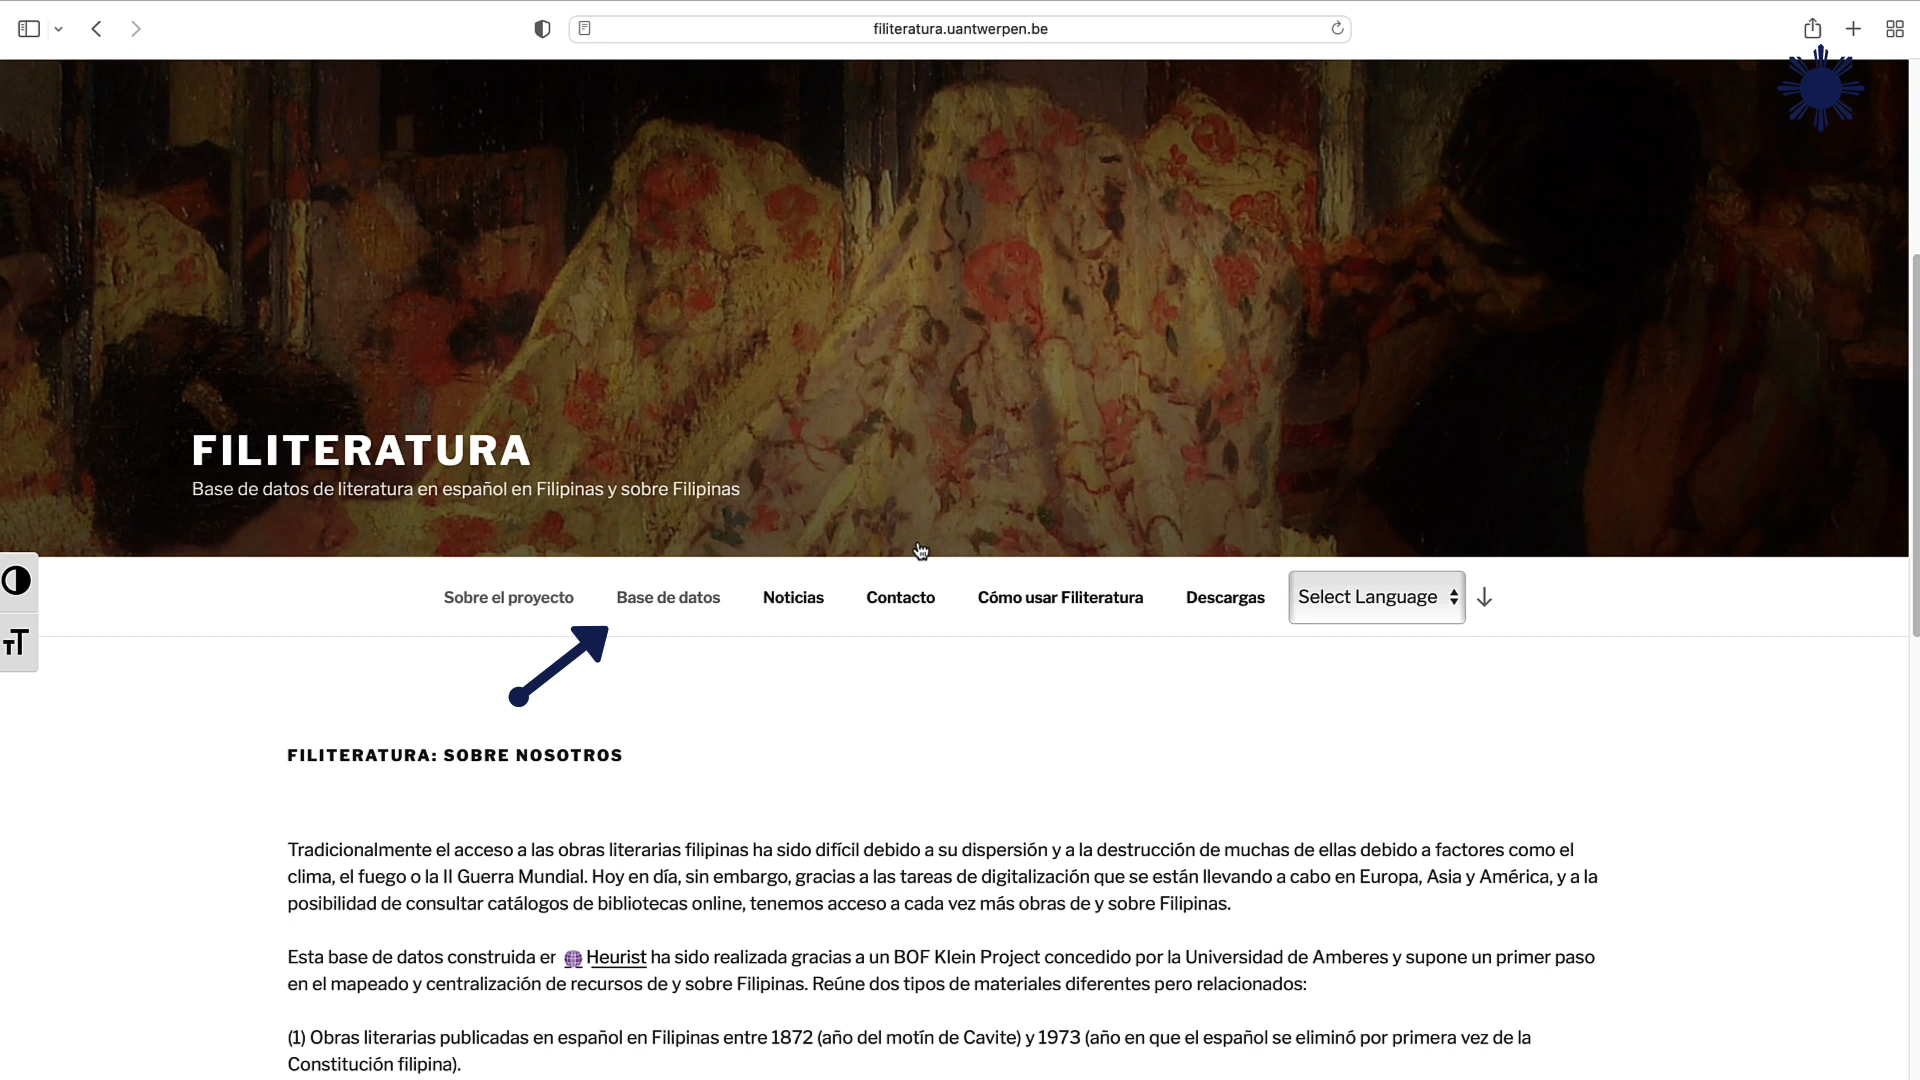 filiteratura.uantwerpen.be
FILITERATURA
Base de datos de literatura en español en Filipinas y sobre Filipinas
Sobre el proyecto Base de datos Noticias Contacto Cómo usar Filiteratura Descargas Select Language
TT
FILITERATURA: SOBRE NOSOTROS
Tradicionalmente el acceso a las obras literarias filipinas ha sido difícil debido a su dispersión y a la destrucción de muchas de ellas debido a factores como el
clima, el fuego o la II Guerra Mundial. Hoy en día, sin embargo, gracias a las tareas de digitalización que se están llevando a cabo en Europa, Asia y América, y a la
posibilidad de consultar catálogos de bibliotecas online, tenemos acceso a cada vez más obras de y sobre Filipinas.
Esta base de datos construida er Heurist ha sido realizada gracias a un BOF Klein Project concedido por la Universidad de Amberes y supone un primer paso
en el mapeado y centralización de recursos de y sobre Filipinas. Reúne dos tipos de materiales diferentes pero relacionados:
(1) Obras literarias publicadas en español en Filipinas entre 1872 (año del motín de Cavite) y 1973 (año en que el español se eliminó por primera vez de la
Constitución filipina).